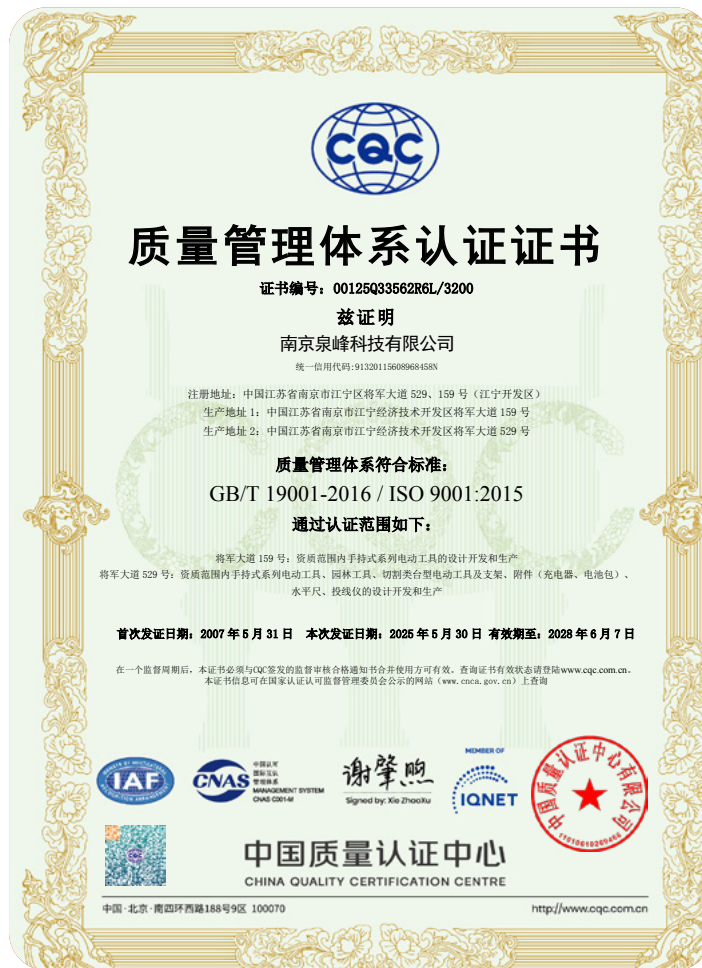 CQC
质量管理体系认证证书
证书编号：00125Q33562R6L/3200
兹证明
南京泉峰科技有限公司
统一信用代码:91320115608968458N
注册地址：中国江苏省南京市江宁区将军大道 529、159 号（江宁开发区）
生产地址 1：中国江苏省南京市江宁经济技术开发区将军大道 159 号
生产地址 2：中国江苏省南京市江宁经济技术开发区将军大道 529 号
质量管理体系符合标准：
GB/T 19001-2016 / ISO 9001:2015
通过认证范围如下：
将军大道 159 号：资质范围内手持式系列电动工具的设计开发和生产
将军大道 529 号：资质范围内手持式系列电动工具、园林工具、切割类台型电动工具及支架、附件（充电器、电池包）、
水平尺、投线仪的设计开发和生产
首次发证日期：2007 年 5 月 31 日 本次发证日期：2025 年 5 月 30 日 有效期至：2028 年 6 月 7 日
在一个监督周期后，本证书必须与CQC签发的监督审核合格通知书合并使用方可有效。查询证书有效状态请登陆www.cqc.com.cn。
本证书信息可在国家认证认可监督管理委员会公示的网站（www.cnca.gov.cn）上查询
IAF
CNAS
中国认可
国际互认
管理体系
MANAGEMENT SYSTEM
CNAS C001-M
谢肇煦
Signed by: Xie ZhaoXu
MEMBER OF
IQNET
中国质量认证中心有限公司
CQC
中国质量认证中心
CHINA QUALITY CERTIFICATION CENTRE
中国·北京·南四环西路188号9区 100070
http://www.cqc.com.cn